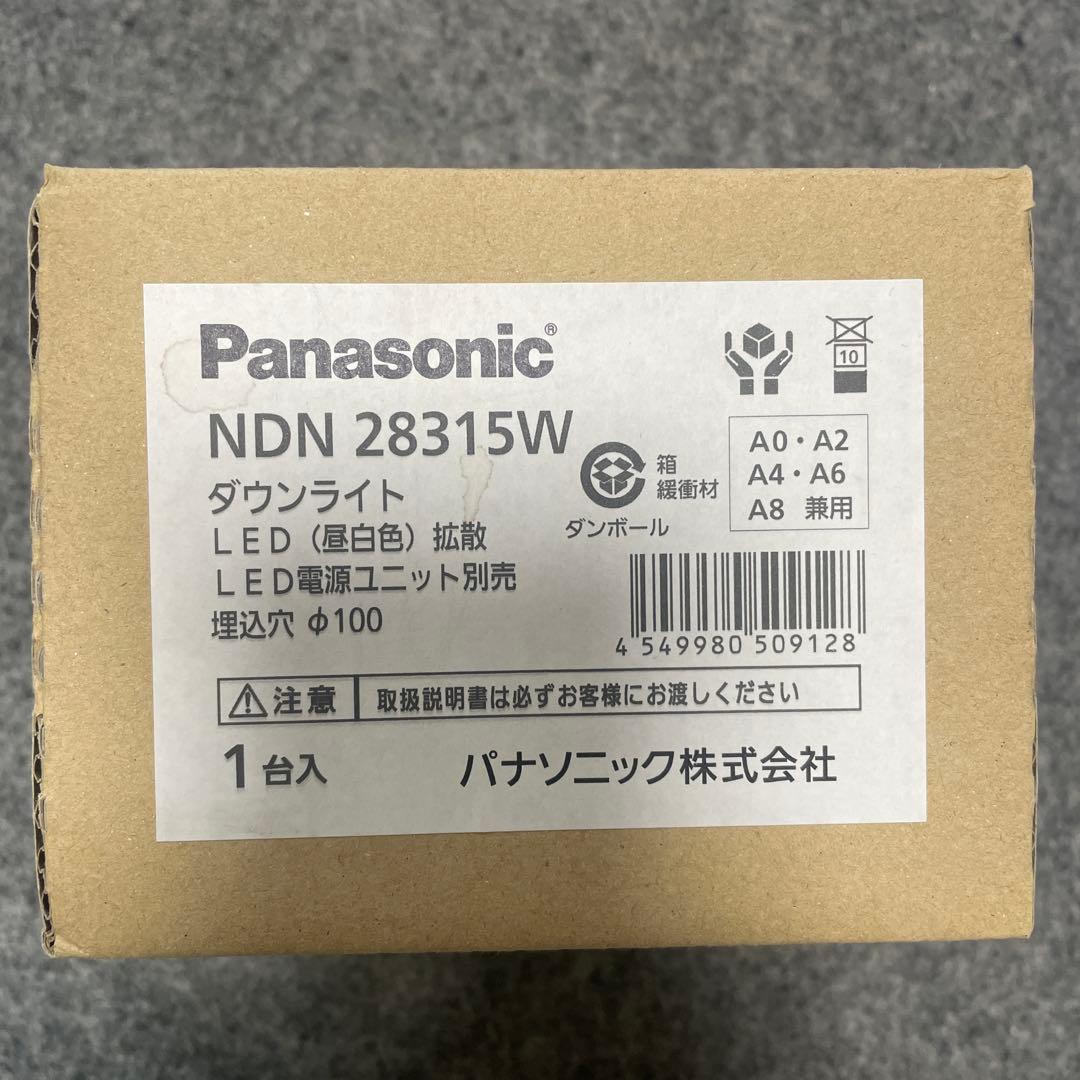 Panasonic®
10
NDN 28315W
ダウンライト
LED（昼白色）拡散
LED電源ユニット別売
埋込穴 φ100
箱
緩衝材
ダンボール
A0・A2
A4・A6
A8 兼用
4 549980 509128
注意 取扱説明書は必ずお客様にお渡しください
1台入 パナソニック株式会社